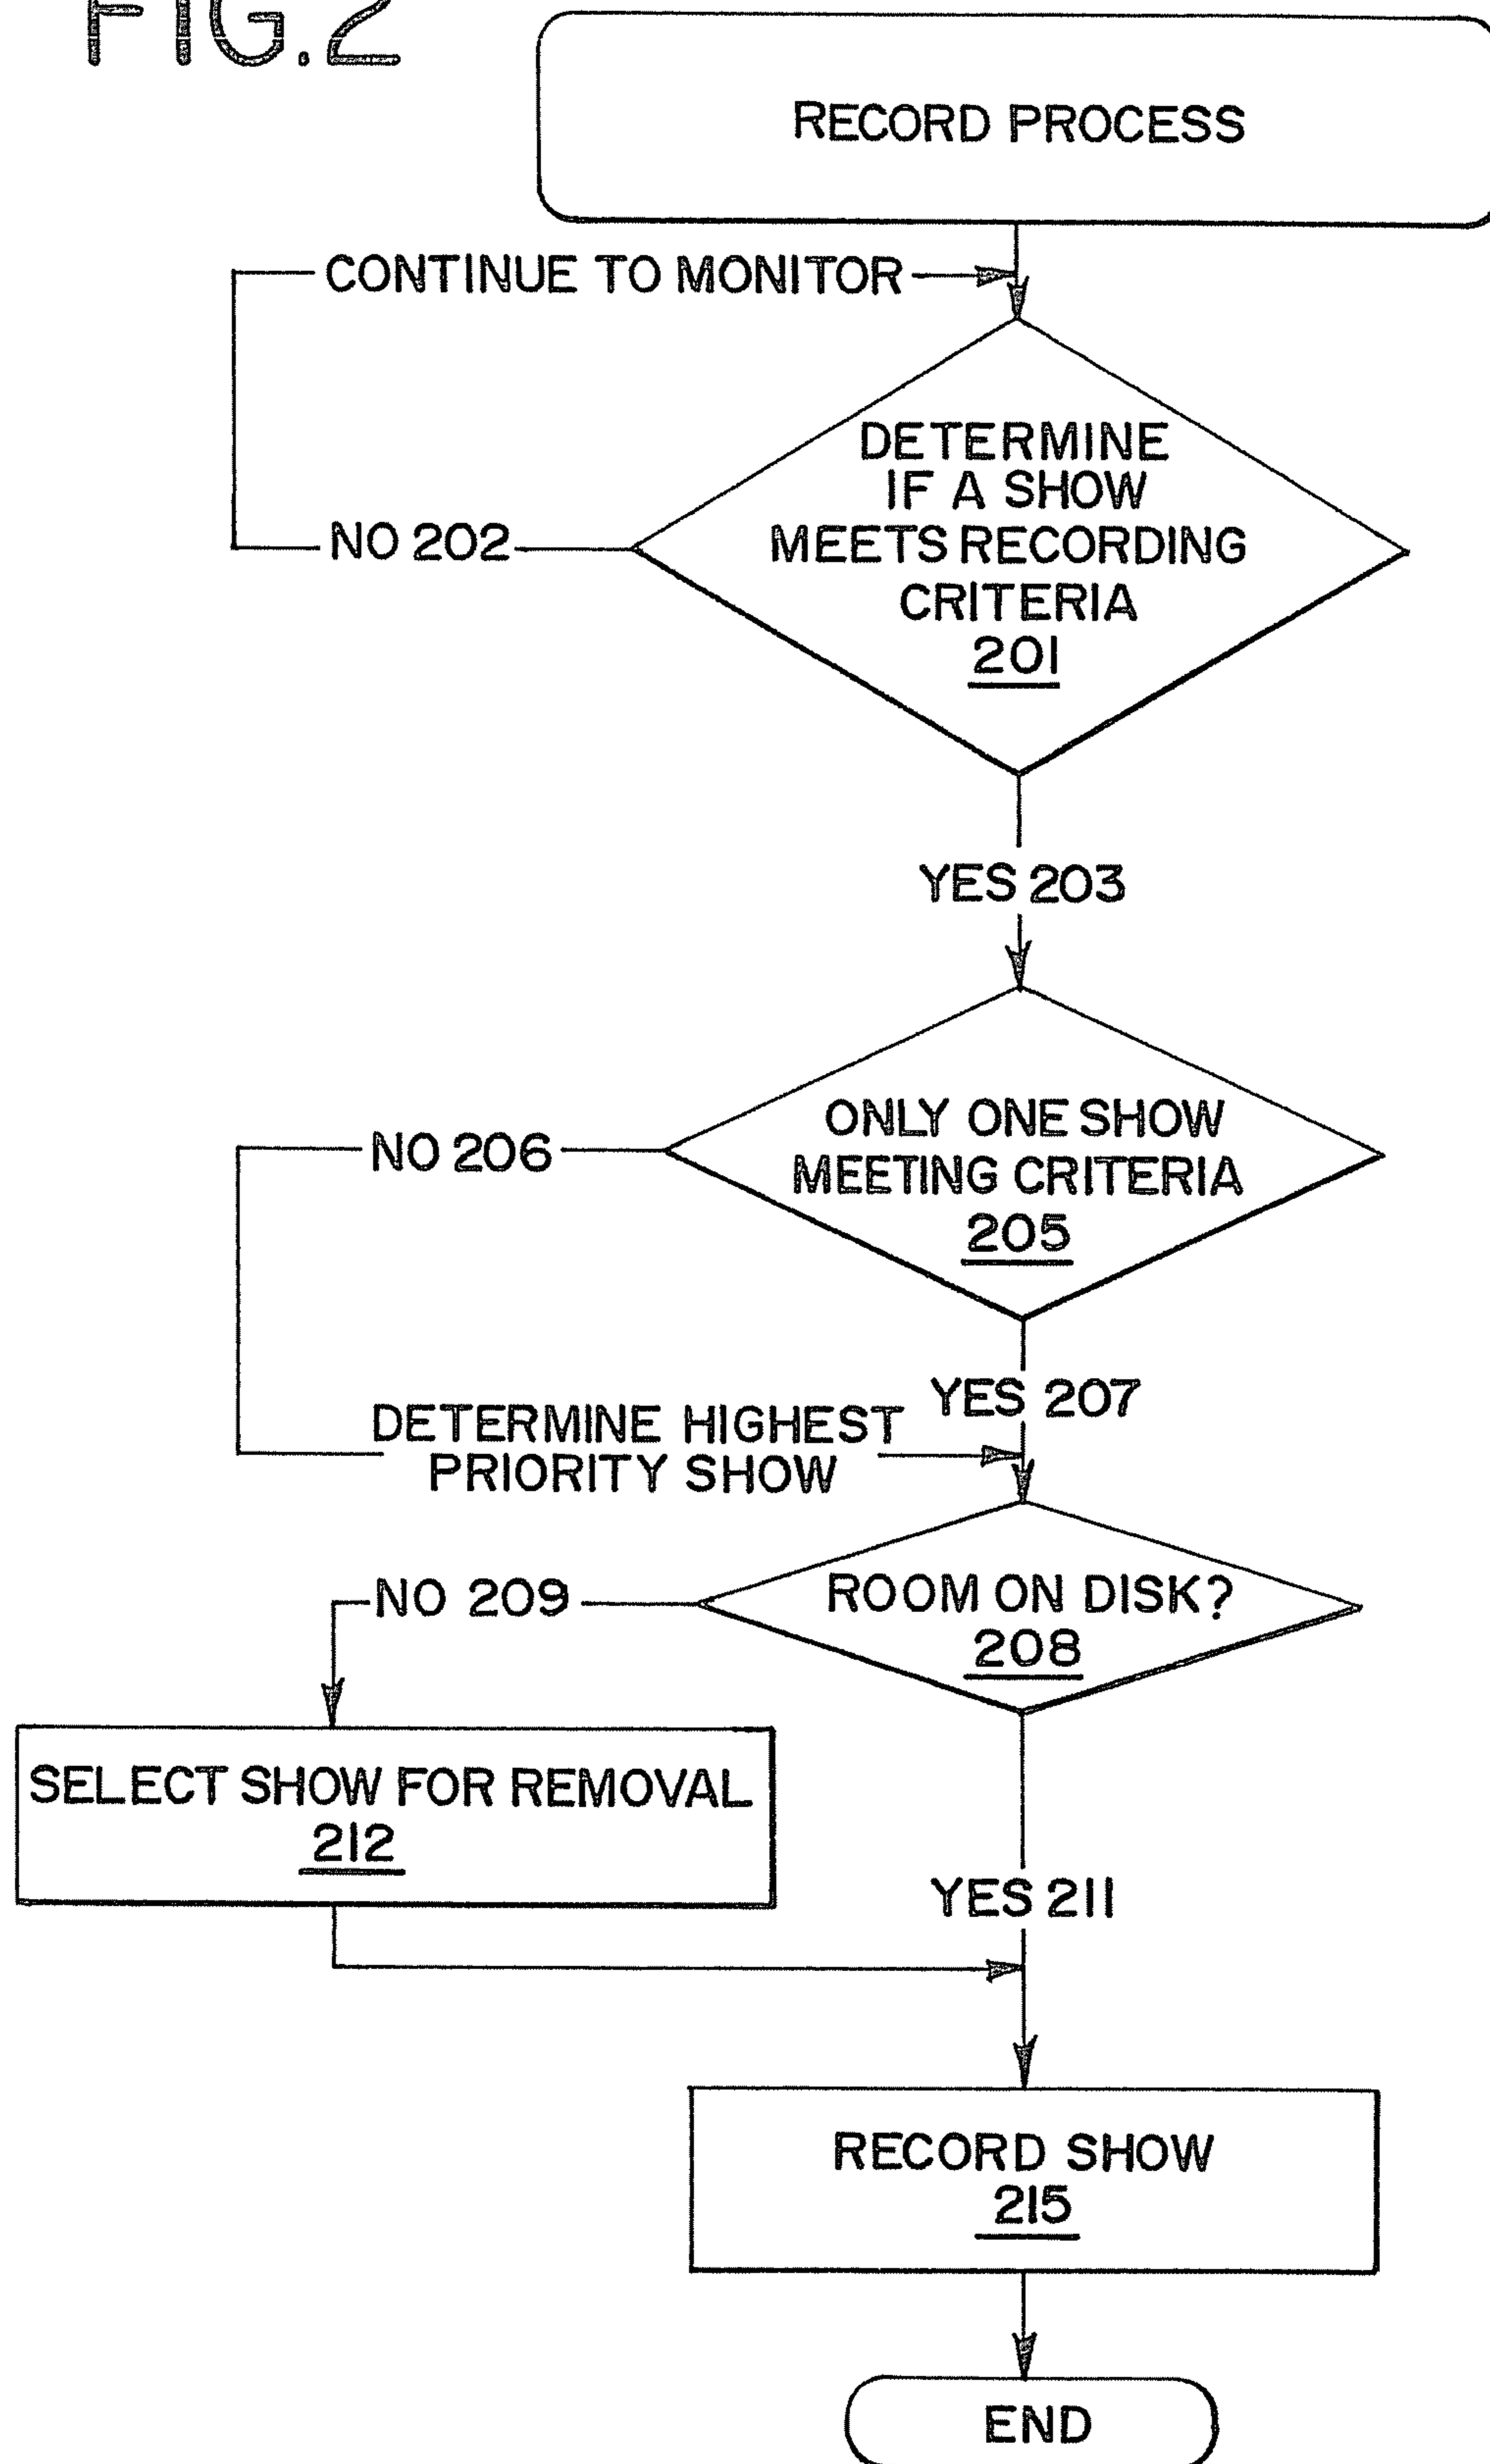 FIG.2
RECORD PROCESS
CONTINUE TO MONITOR
DETERMINE
IF A SHOW
MEETS RECORDING
CRITERIA
201
NO 202
YES 203
ONLY ONE SHOW
MEETING CRITERIA
205
NO 206
YES 207
DETERMINE HIGHEST
PRIORITY SHOW
ROOM ON DISK?
208
NO 209
SELECT SHOW FOR REMOVAL
212
YES 211
RECORD SHOW
215
END